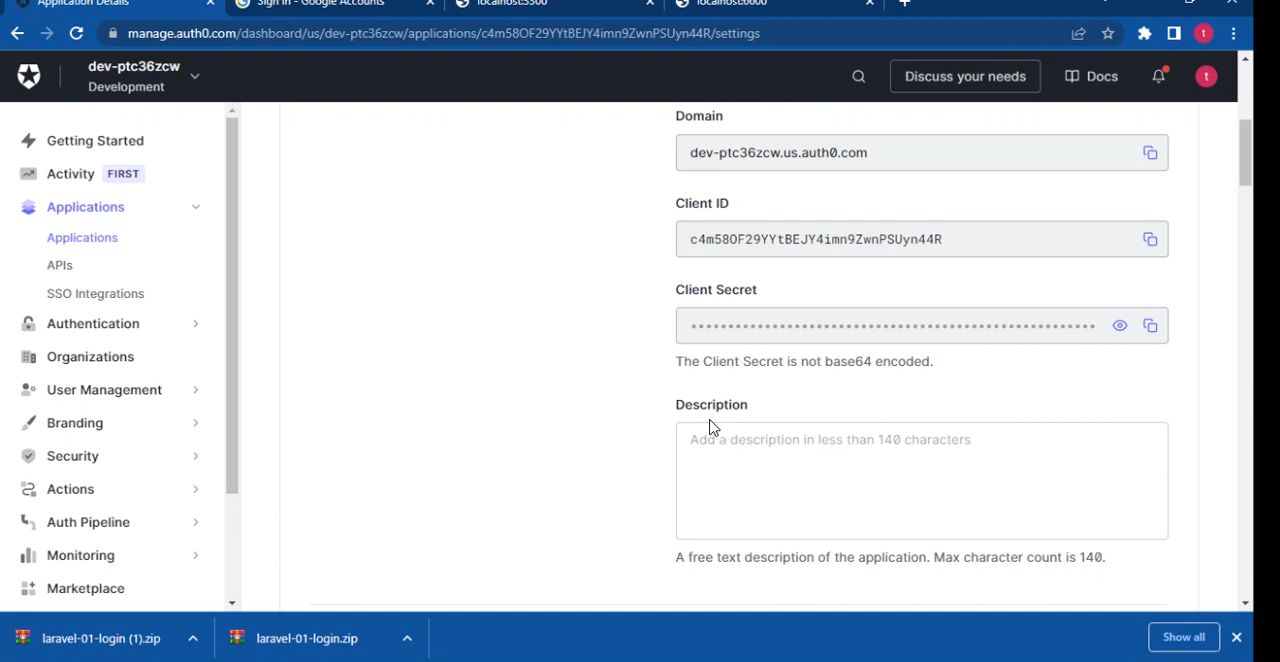 Application Details
Sign in - Google Accounts
localhost:3300
localhost:6600
manage.auth0.com/dashboard/us/dev-ptc36zcw/applications/c4m58OF29YYtBEJY4imn9ZwnPSUyn44R/settings
t
dev-ptc36zcw
Development
Discuss your needs
Docs
t
Getting Started
Activity FIRST
Applications
Applications
APIs
SSO Integrations
Authentication
Organizations
User Management
Branding
Security
Actions
Auth Pipeline
Monitoring
Marketplace
Domain
dev-ptc36zcw.us.auth0.com
Client ID
c4m58OF29YYtBEJY4imn9ZwnPSUyn44R
Client Secret
The Client Secret is not base64 encoded.
Description
Add a description in less than 140 characters
A free text description of the application. Max character count is 140.
laravel-01-login (1).zip
laravel-01-login.zip
Show all